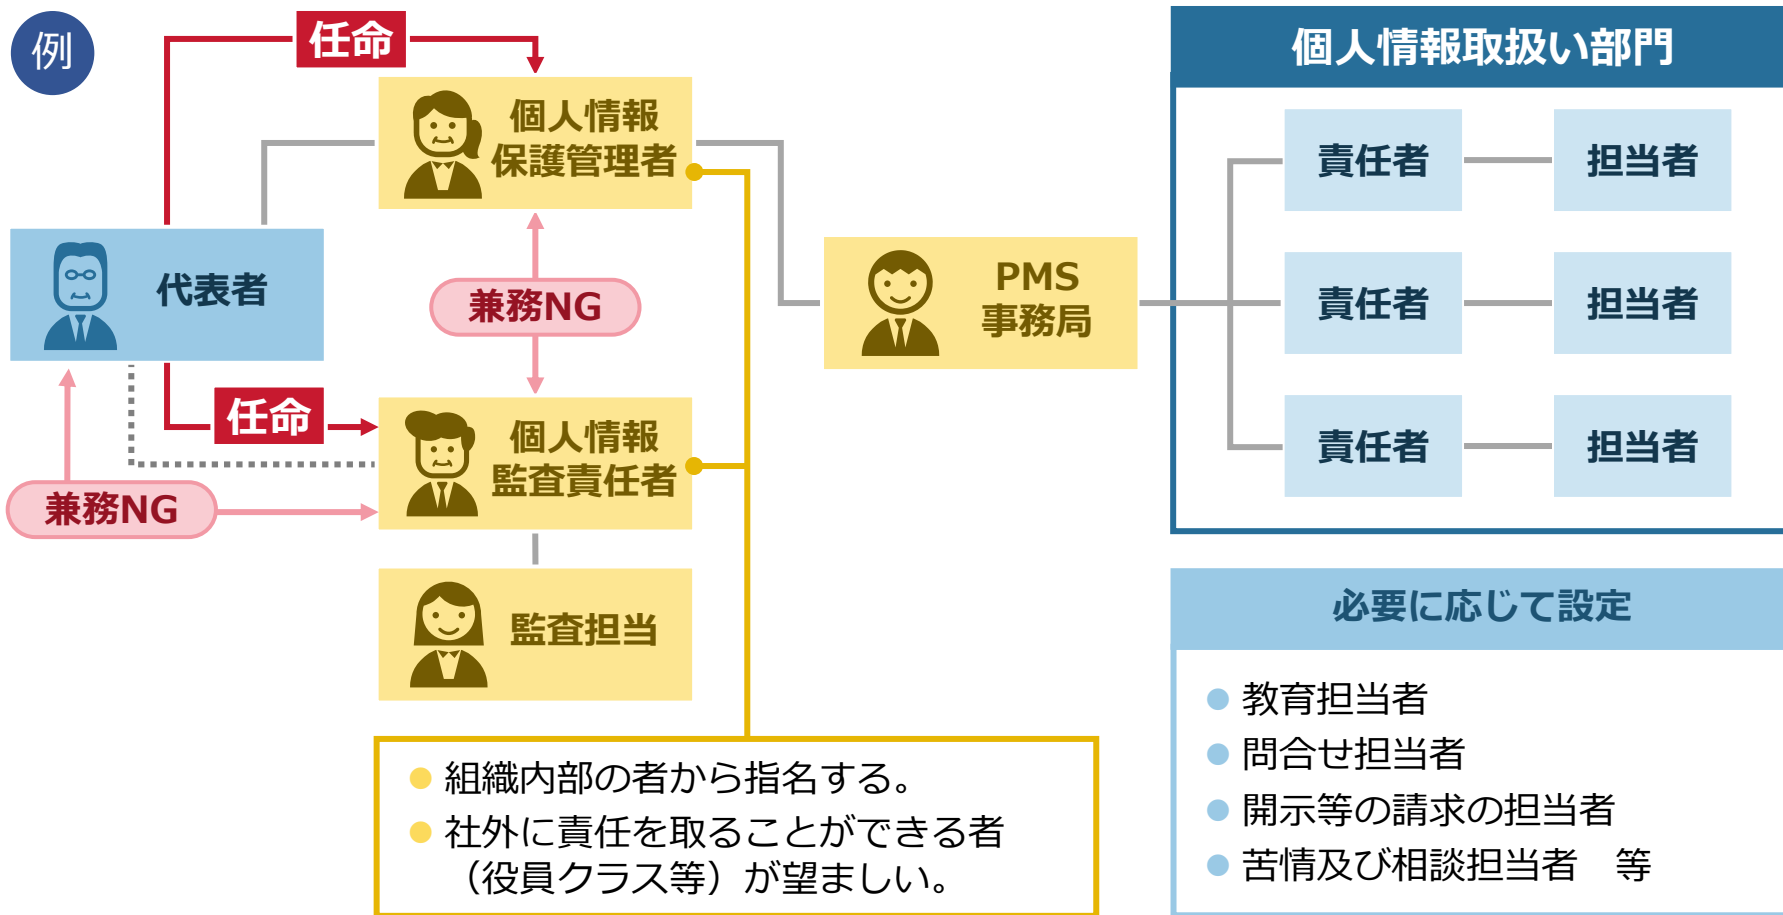 例
任命
個人情報
保護管理者
代表者
兼務NG
任命
個人情報
監査責任者
兼務NG
監査担当
PMS
事務局
個人情報取扱い部門
責任者
担当者
責任者
担当者
責任者
担当者
組織内部の者から指名する。
社外に責任を取ることができる者
（役員クラス等）が望ましい。
必要に応じて設定
教育担当者
問合せ担当者
開示等の請求の担当者
苦情及び相談担当者　等